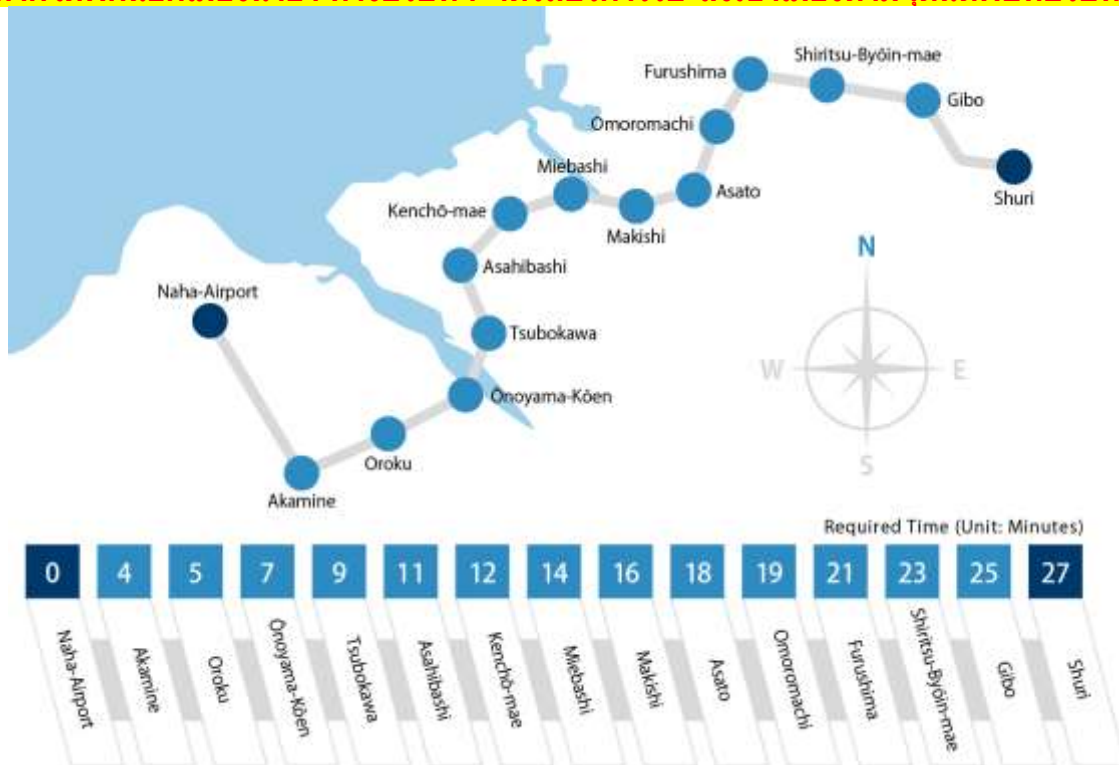 Shiritsu-Byōin-mae
Furushima
Gibo
Omoromachi
Miebashi
Asato
Shuri
Kenchō-mae
Makishi
Asahibashi
Naha-Airport
N
Tsubokawa
W
E
Ōnoyama-Kōen
Oroku
S
Akamine
Required Time (Unit: Minutes)
0 4 5 7 9 11 12 14 16 18 19 21 23 25 27
Naha-Airport
Akamine
Oroku
Ōnoyama-Kōen
Tsubokawa
Asahibashi
Kenchō-mae
Miebashi
Makishi
Asato
Omoromachi
Furushima
Shiritsu-Byōin-mae
Gibo
Shuri